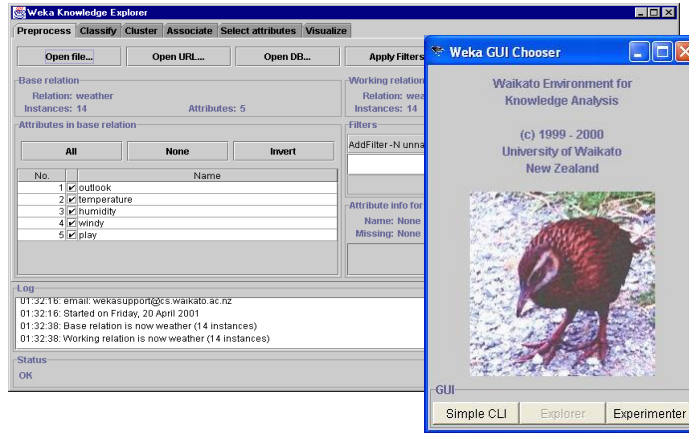 Weka Knowledge Explorer
Preprocess Classify Cluster Associate Select attributes Visualize
Open file... Open URL... Open DB... Apply Filters
Base relation
Relation: weather
Instances: 14 Attributes: 5
Working relation
Relation: wea
Instances: 14
Attributes in base relation
All None Invert
No. Name
1 outlook
2 temperature
3 humidity
4 windy
5 play
Filters
AddFilter -N unna
Attribute info for
Name: None
Missing: None
Log
01:32:16: email: wekasupport@cs.waikato.ac.nz
01:32:16: Started on Friday, 20 April 2001
01:32:38: Base relation is now weather (14 instances)
01:32:38: Working relation is now weather (14 instances)
Status
OK
Weka GUI Chooser
Waikato Environment for
Knowledge Analysis
(c) 1999 - 2000
University of Waikato
New Zealand
GUI
Simple CLI Explorer Experimenter